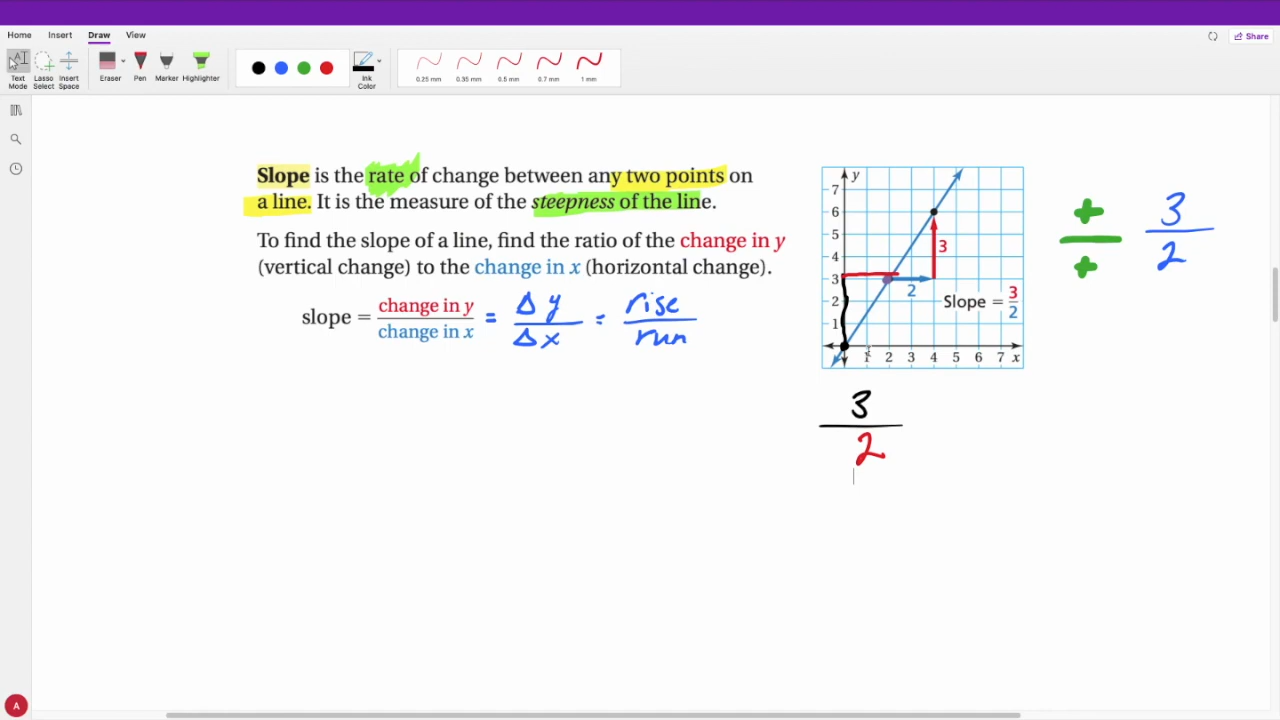 Home Insert Draw View
Share
Text Mode
Lasso Select
Insert Space
Eraser
Pen
Marker
Highlighter
Ink Color
0.25 mm 0.35 mm 0.5 mm 0.7 mm 1 mm
Slope is the rate of change between any two points on
a line. It is the measure of the steepness of the line.
To find the slope of a line, find the ratio of the change in y
(vertical change) to the change in x (horizontal change).
slope = change in y / change in x = Δy / Δx = rise / run
y
7
6
5
4
3
2
1
1 2 3 4 5 6 7 x
3
2
Slope = 3/2
+ / +
3 / 2
3 / 2
A